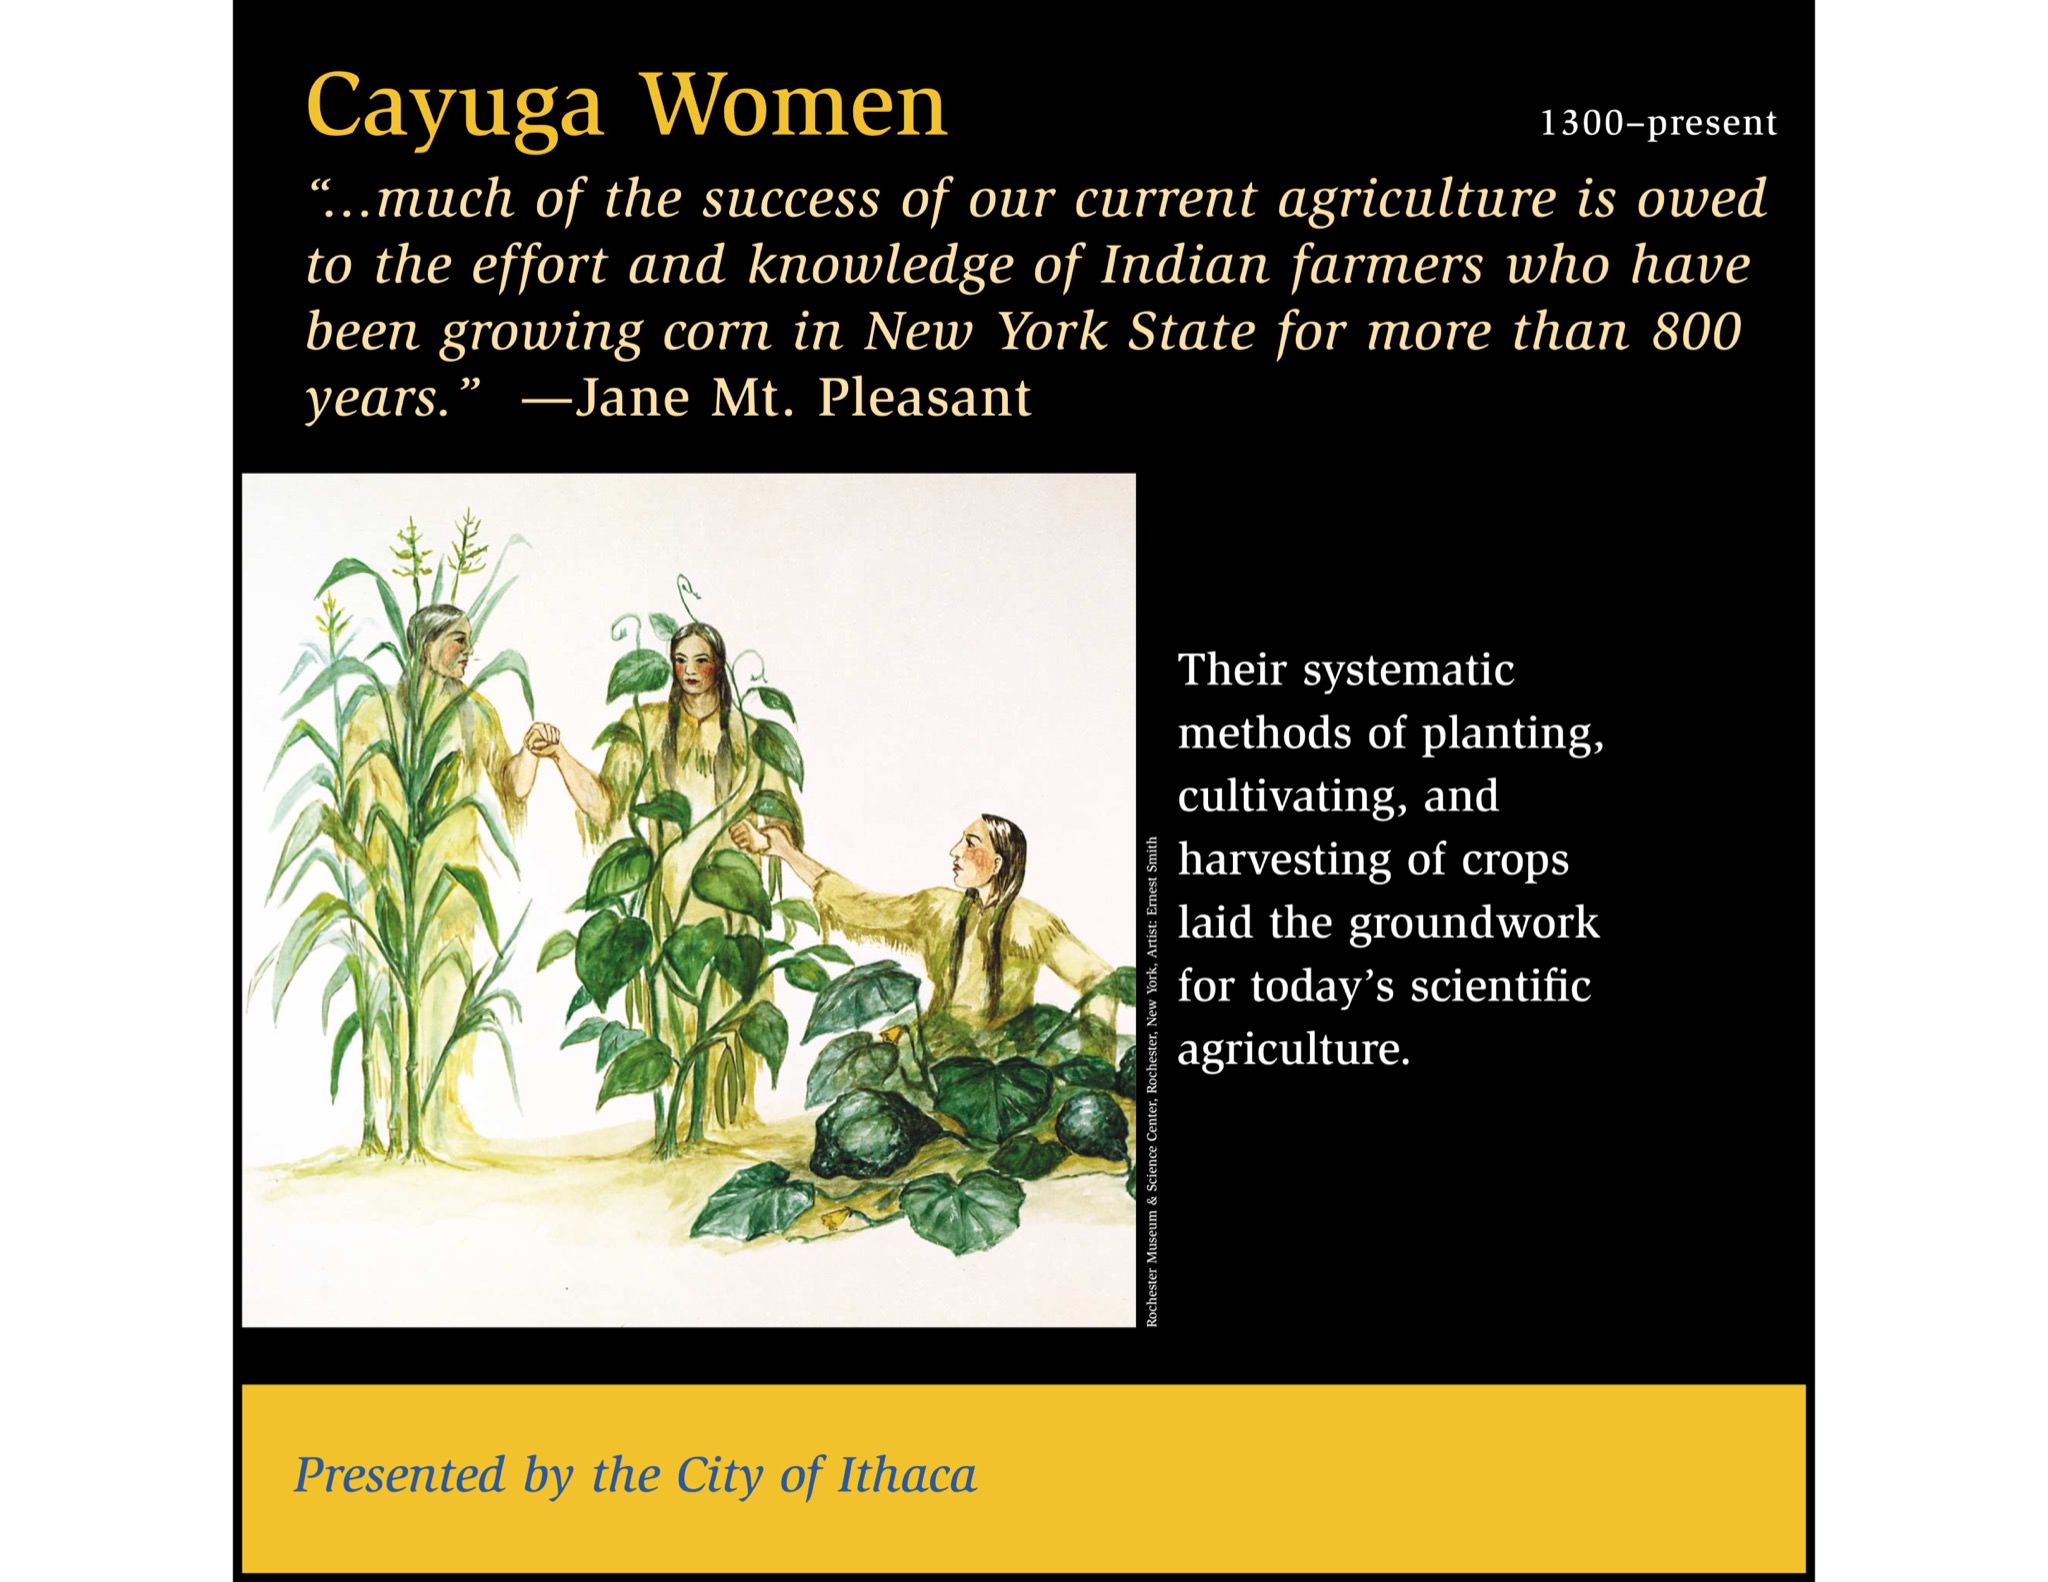 Cayuga Women
1300–present
“…much of the success of our current agriculture is owed
to the effort and knowledge of Indian farmers who have
been growing corn in New York State for more than 800
years.” —Jane Mt. Pleasant
Their systematic
methods of planting,
cultivating, and
harvesting of crops
laid the groundwork
for today’s scientific
agriculture.
Rochester Museum & Science Center, Rochester, New York, Artist: Ernest Smith
Presented by the City of Ithaca